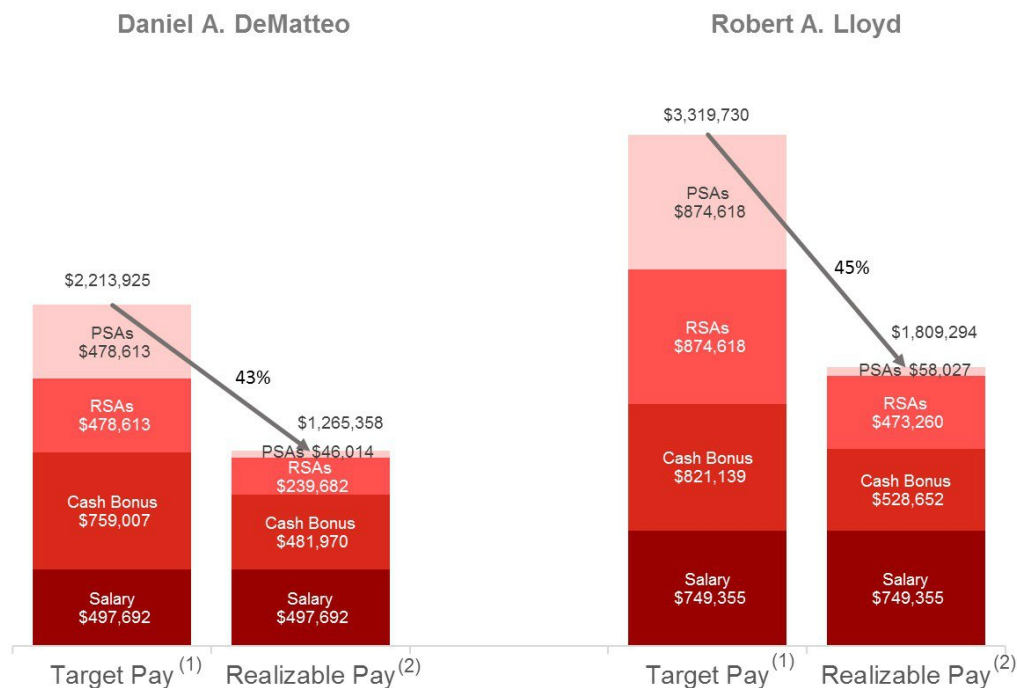 Daniel A. DeMatteo
Robert A. Lloyd
$2,213,925
PSAs
$478,613
RSAs
$478,613
Cash Bonus
$759,007
Salary
$497,692
43%
$1,265,358
PSAs $46,014
RSAs
$239,682
Cash Bonus
$481,970
Salary
$497,692
$3,319,730
PSAs
$874,618
RSAs
$874,618
Cash Bonus
$821,139
Salary
$749,355
45%
$1,809,294
PSAs $58,027
RSAs
$473,260
Cash Bonus
$528,652
Salary
$749,355
Target Pay (1)
Realizable Pay (2)
Target Pay (1)
Realizable Pay (2)